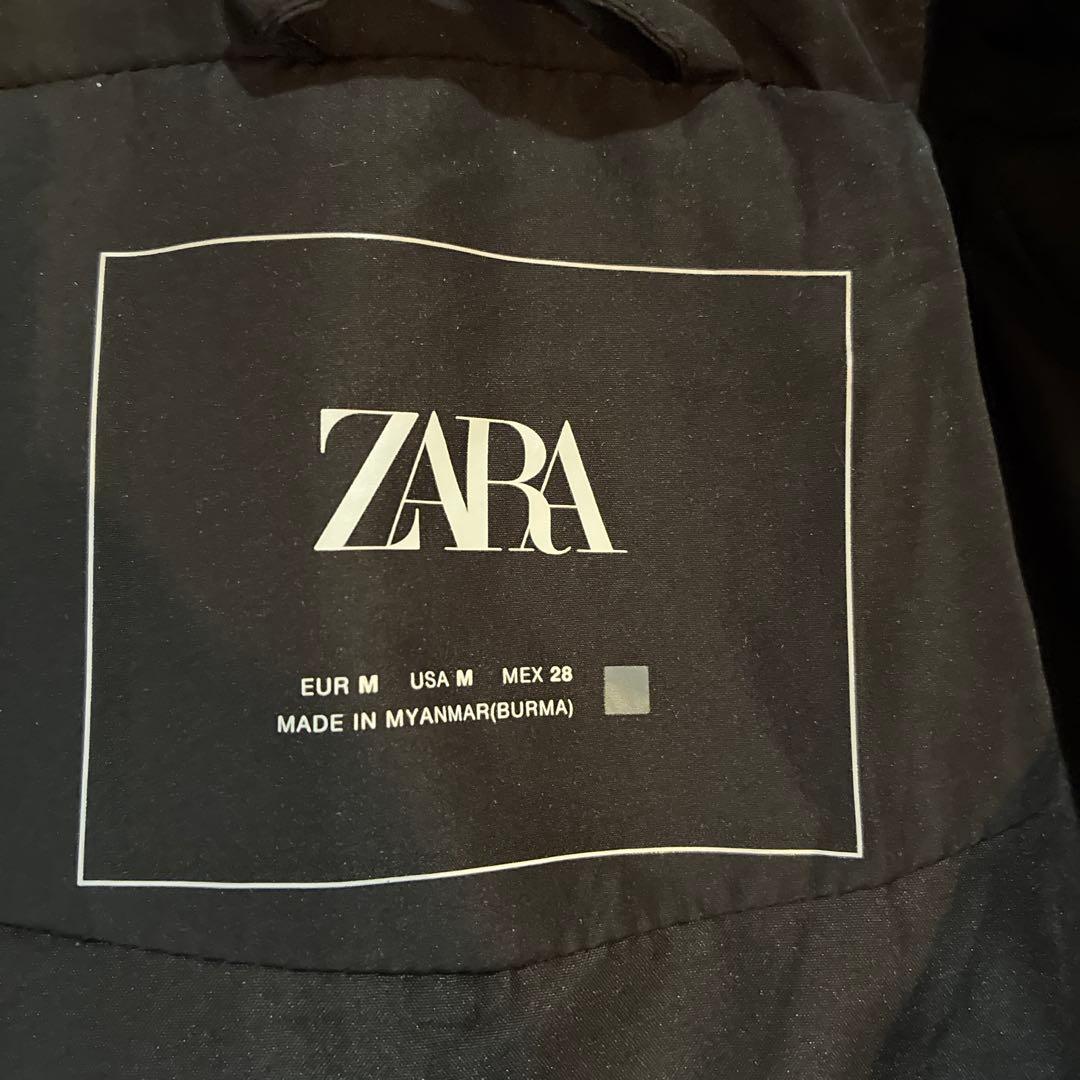 ZARA
EUR M USA M MEX 28
MADE IN MYANMAR(BURMA)